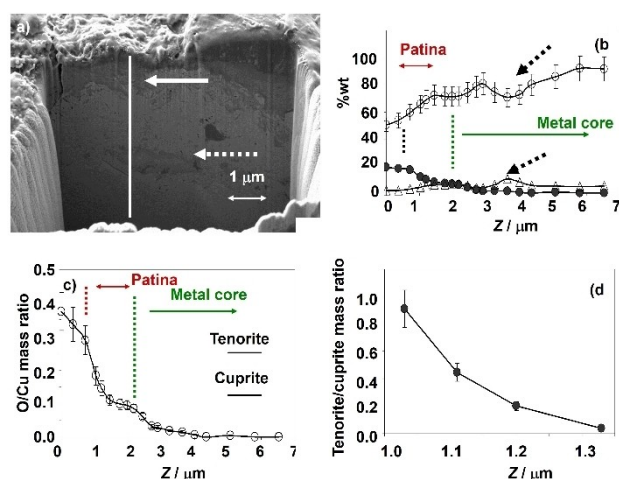 a)
1 μm
(b
%wt
100
80
60
40
20
0
Patina
Metal core
0 1 2 3 4 5 6 7
Z / μm
c)
O/Cu mass ratio
0.5
0.4
0.3
0.2
0.1
0.0
Patina
Metal core
Tenorite
Cuprite
0 1 2 3 4 5 6 7
Z / μm
(d
Tenorite/cuprite mass ratio
1.0
0.8
0.6
0.4
0.2
0
1.0 1.1 1.2 1.3
Z / μm